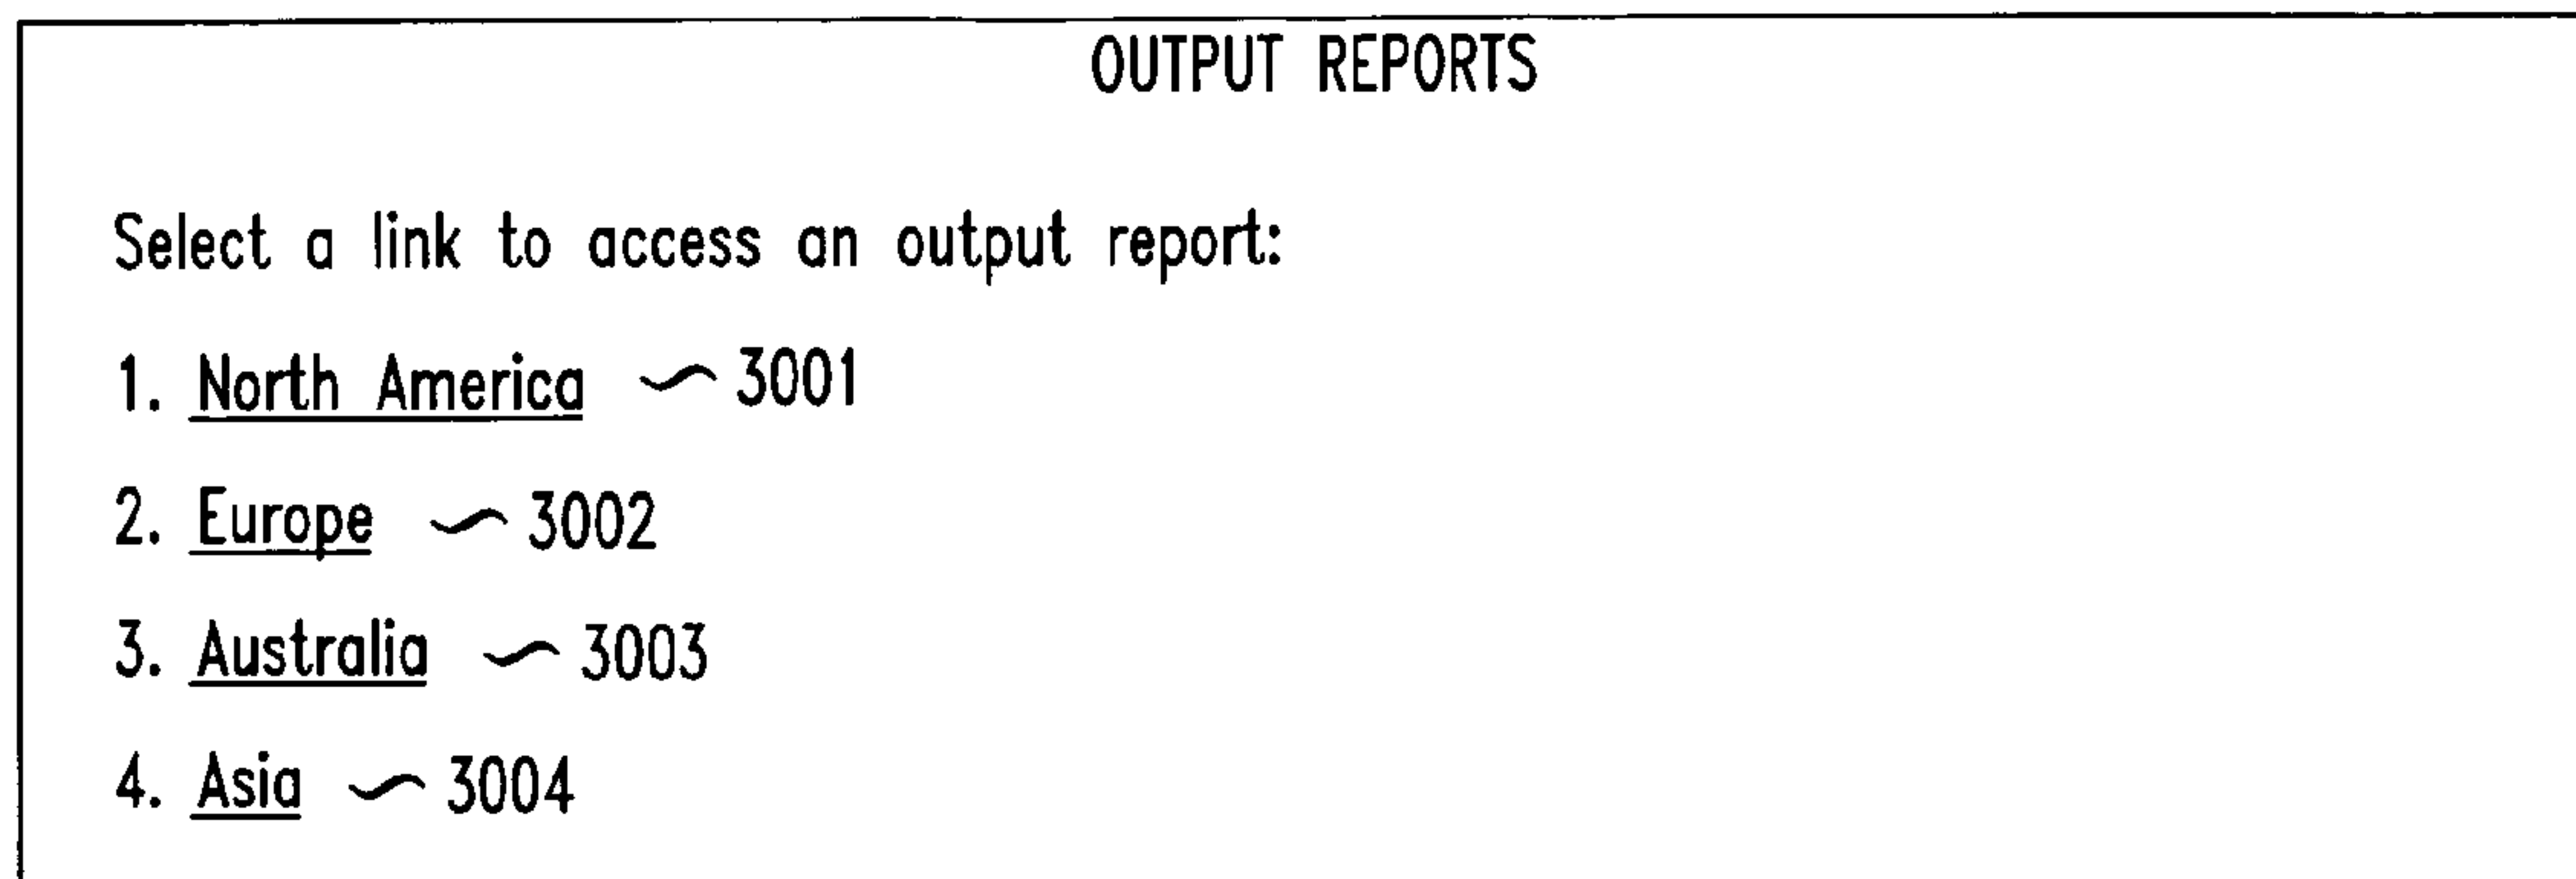 OUTPUT REPORTS
Select a link to access an output report:
1. North America 3001
2. Europe 3002
3. Australia 3003
4. Asia 3004